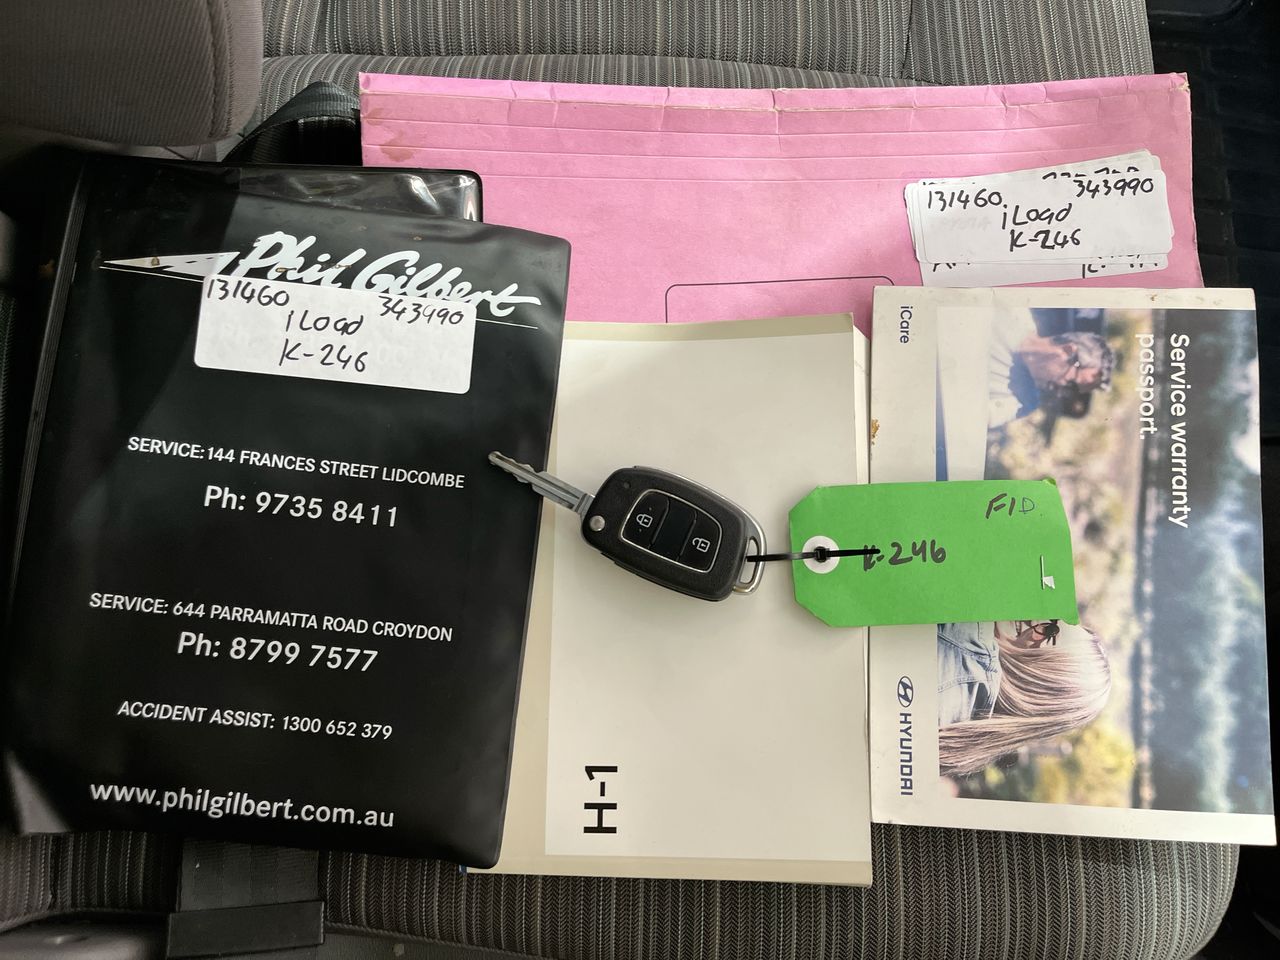 Phil Gilbert
131460
343990
iLoad
K-246
SERVICE: 144 FRANCES STREET LIDCOMBE
Ph: 9735 8411
SERVICE: 644 PARRAMATTA ROAD CROYDON
Ph: 8799 7577
ACCIDENT ASSIST: 1300 652 379
www.philgilbert.com.au
131460
343990
iLoad
K-246
H-1
FID
K-246
iCare
Service warranty
passport.
HYUNDAI